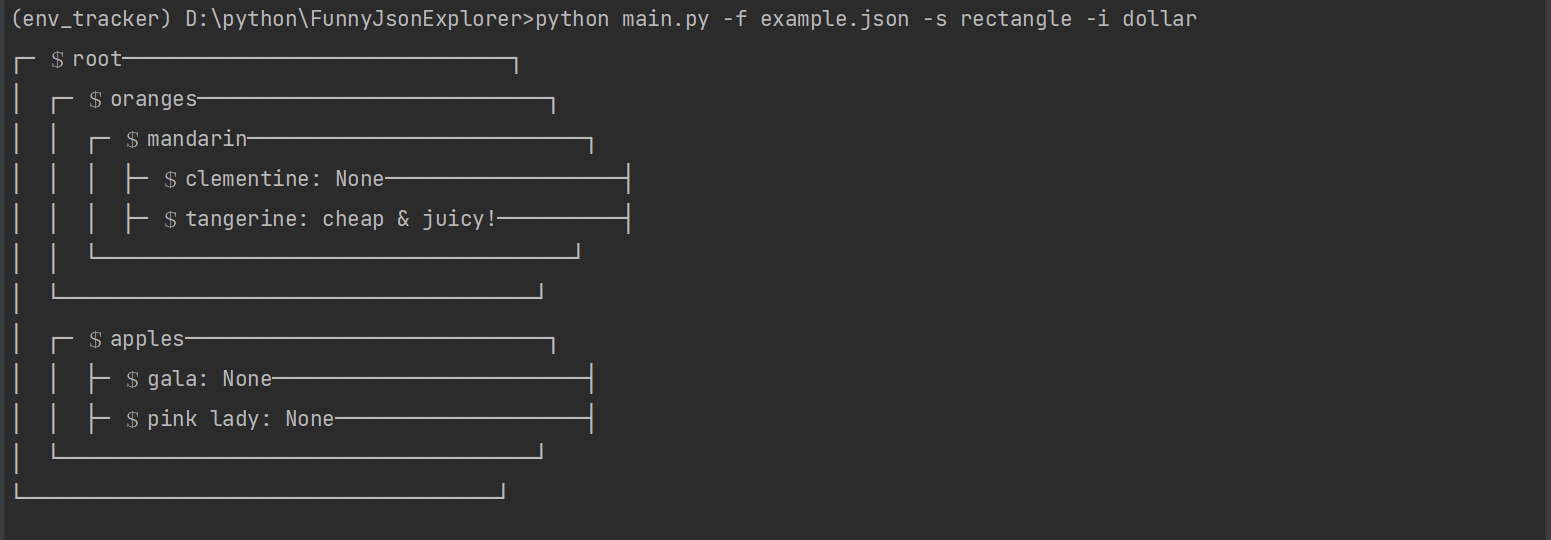 (env_tracker) D:\python\FunnyJsonExplorer>python main.py -f example.json -s rectangle -i dollar
┌─ $ root───────────────────────────────┐
│  ┌─ $ oranges────────────────────────────┐
│  │  ┌─ $ mandarin───────────────────────────┐
│  │  │  ├─ $ clementine: None───────────────────┤
│  │  │  ├─ $ tangerine: cheap & juicy!──────────┤
│  │  └──────────────────────────────────────┘
│  └──────────────────────────────────────┘
│  ┌─ $ apples─────────────────────────────┐
│  │  ├─ $ gala: None─────────────────────────┤
│  │  ├─ $ pink lady: None────────────────────┤
│  └──────────────────────────────────────┘
└──────────────────────────────────────┘